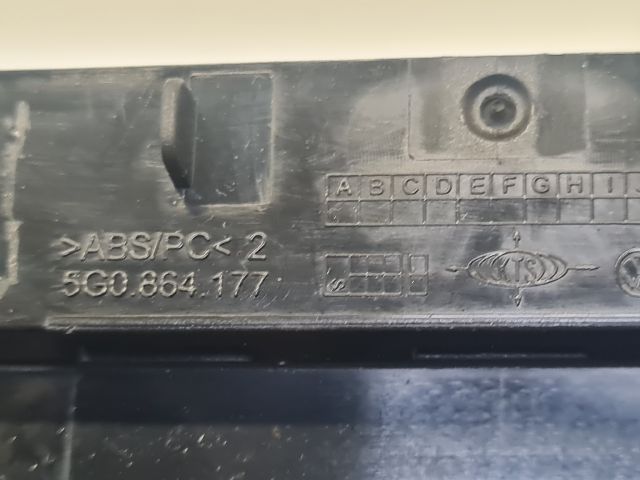 A B C D E F G H I
>ABS/PC< 2
5G0.864.177
S
KTS